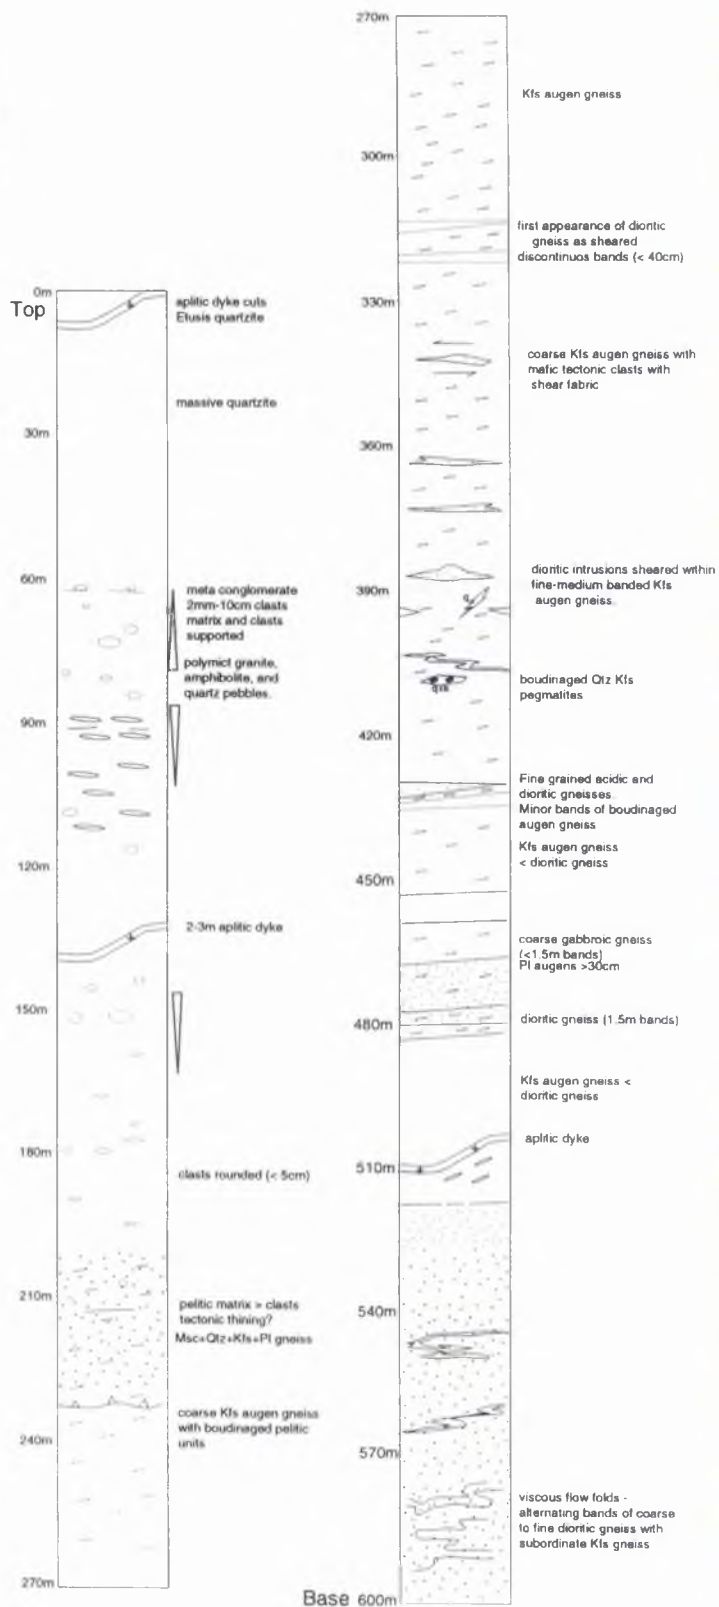 0m
Top
aplitic dyke cuts
Etusis quartzite
massive quartzite
30m
60m
meta conglomerate
2mm-10cm clasts
matrix and clasts
supported
polymict granite,
amphibolite, and
quartz pebbles.
90m
120m
2-3m aplitic dyke
150m
180m
clasts rounded (< 5cm)
210m
pelitic matrix > clasts
tectonic thining?
Msc+Qtz+Kfs+Pl gneiss
coarse Kfs augen gneiss
with boudinaged pelitic
units
240m
270m
270m
Kfs augen gneiss
300m
first appearance of dioritic
gneiss as sheared
discontinuos bands (< 40cm)
330m
coarse Kfs augen gneiss with
mafic tectonic clasts with
shear fabric
360m
dioritic intrusions sheared within
fine-medium banded Kfs
augen gneiss.
390m
boudinaged Qtz Kfs
pegmatites
420m
Fine grained acidic and
dioritic gneisses.
Minor bands of boudinaged
augen gneiss
Kfs augen gneiss
< dioritic gneiss
450m
coarse gabbroic gneiss
(<1.5m bands)
Pl augens >30cm
dioritic gneiss (1.5m bands)
480m
Kfs augen gneiss <
dioritic gneiss
aplitic dyke
510m
540m
570m
viscous flow folds -
alternating bands of coarse
to fine dioritic gneiss with
subordinate Kfs gneiss
Base 600m